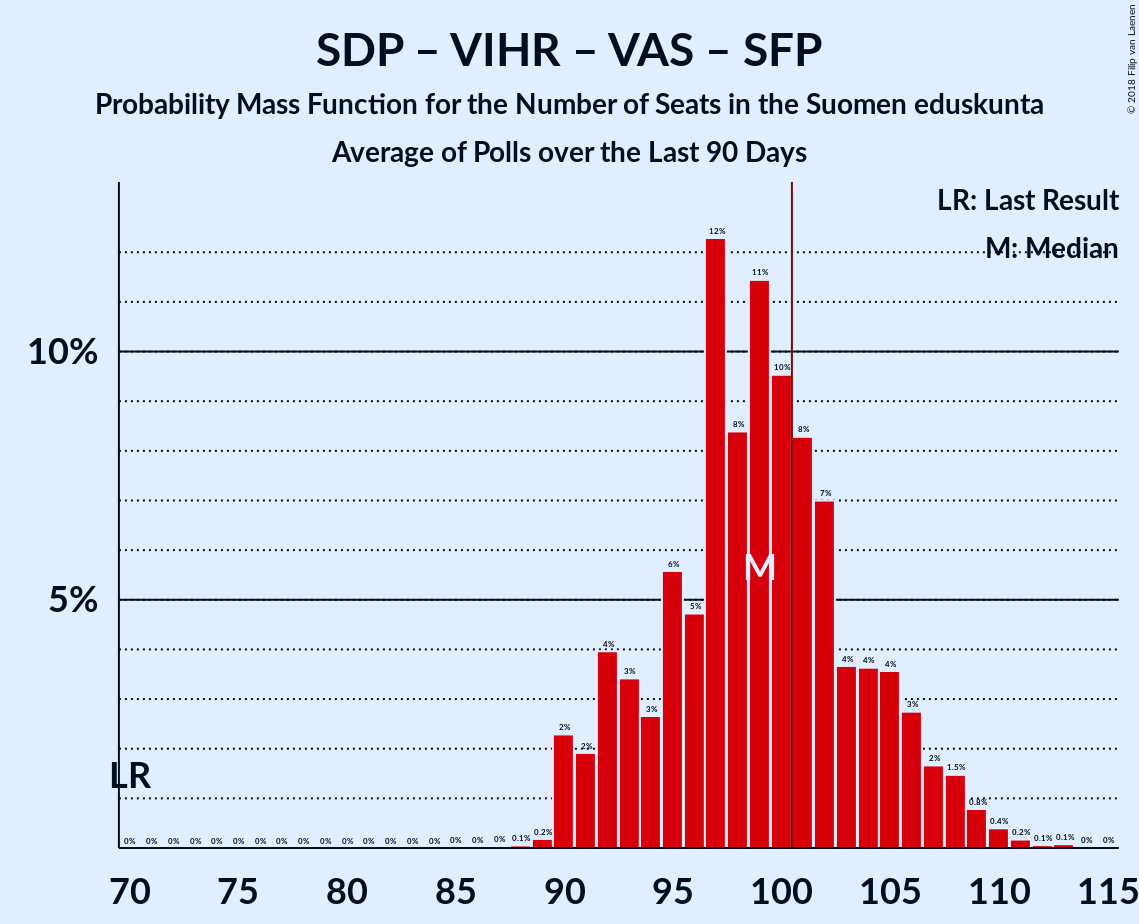 SDP – VIHR – VAS – SFP
Probability Mass Function for the Number of Seats in the Suomen eduskunta
Average of Polls over the Last 90 Days
© 2018 Filip van Laenen
LR: Last Result
M: Median
10%
5%
LR
M
0% 0% 0% 0% 0% 0% 0% 0% 0% 0% 0% 0% 0% 0% 0% 0% 0% 0% 0.1% 0.2% 2% 2% 4% 3% 3% 6% 5% 12% 8% 11% 10% 8% 7% 4% 4% 4% 3% 2% 1.5% 0.8% 0.4% 0.2% 0.1% 0.1% 0% 0%
70 75 80 85 90 95 100 105 110 115